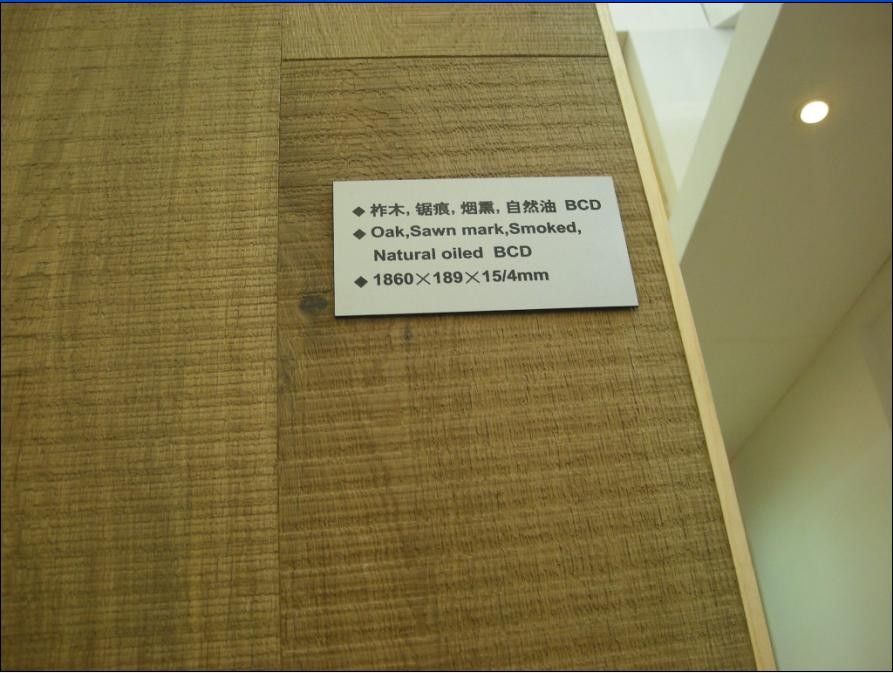 ◆ 柞木, 锯痕, 烟熏, 自然油 BCD
◆ Oak,Sawn mark,Smoked,
Natural oiled BCD
◆ 1860×189×15/4mm